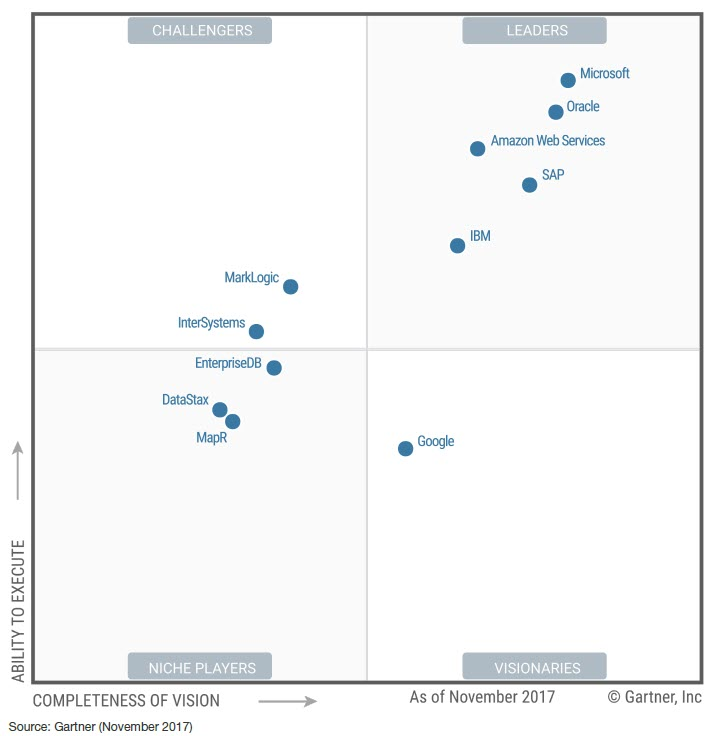 CHALLENGERS
LEADERS
Microsoft
Oracle
Amazon Web Services
SAP
IBM
MarkLogic
InterSystems
EnterpriseDB
DataStax
MapR
Google
ABILITY TO EXECUTE
NICHE PLAYERS
VISIONARIES
COMPLETENESS OF VISION
As of November 2017
© Gartner, Inc
Source: Gartner (November 2017)